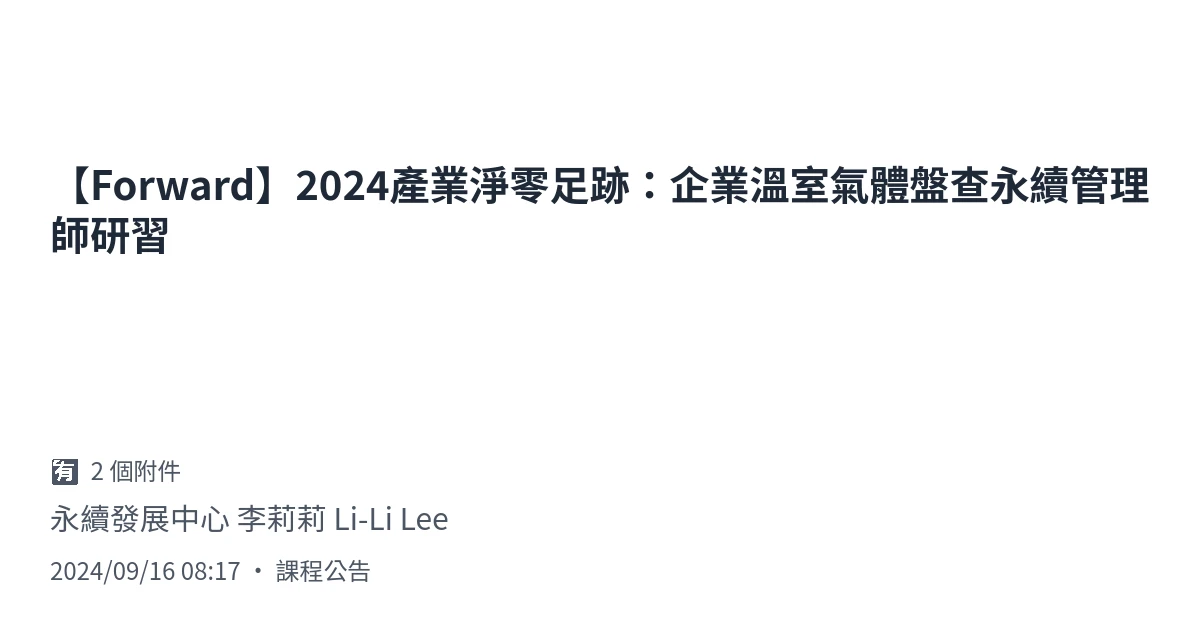 【Forward】2024產業淨零足跡：企業溫室氣體盤查永續管理
師研習
有 2 個附件
永續發展中心 李莉莉 Li-Li Lee
2024/09/16 08:17 • 課程公告